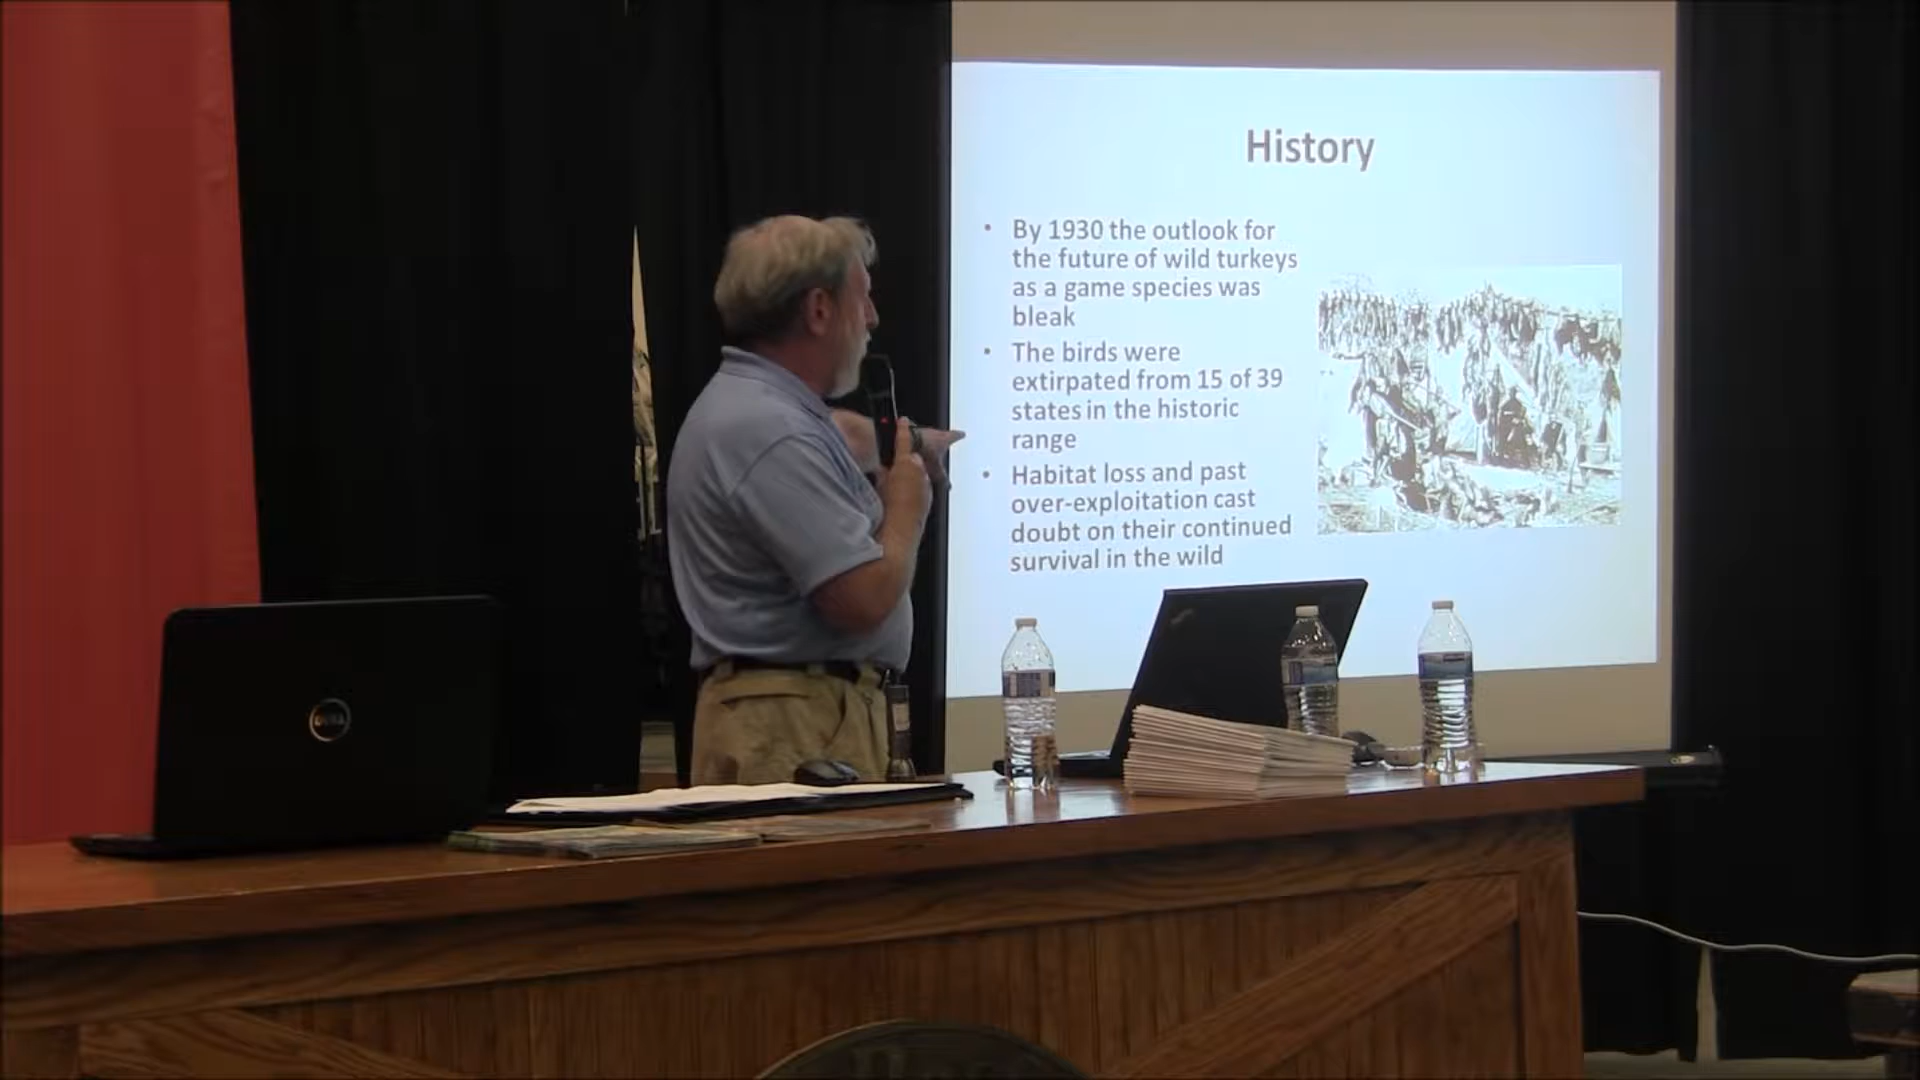 History
• By 1930 the outlook for
the future of wild turkeys
as a game species was
bleak
• The birds were
extirpated from 15 of 39
states in the historic
range
• Habitat loss and past
over-exploitation cast
doubt on their continued
survival in the wild
DELL